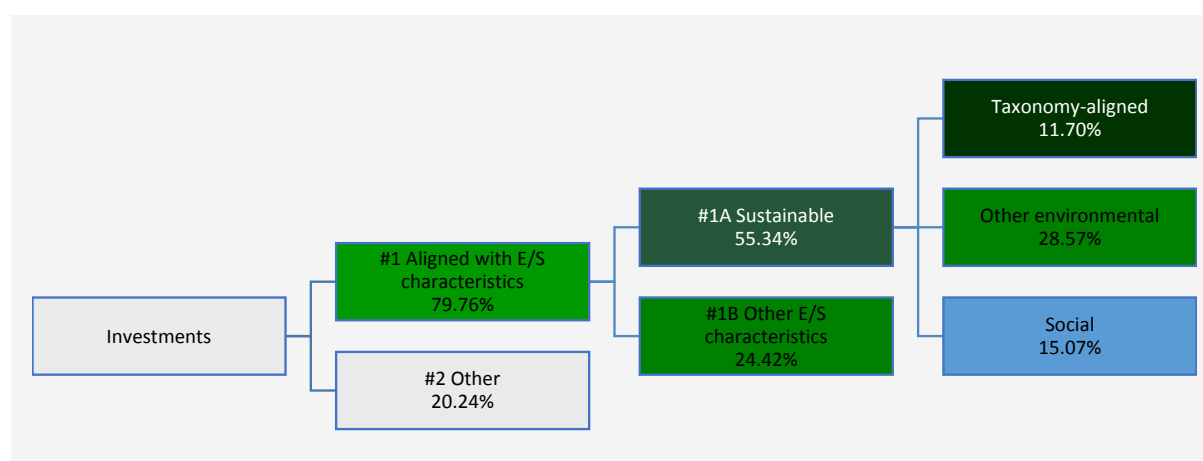 Investments
#1 Aligned with E/S
characteristics
79.76%
#2 Other
20.24%
#1A Sustainable
55.34%
#1B Other E/S
characteristics
24.42%
Taxonomy-aligned
11.70%
Other environmental
28.57%
Social
15.07%